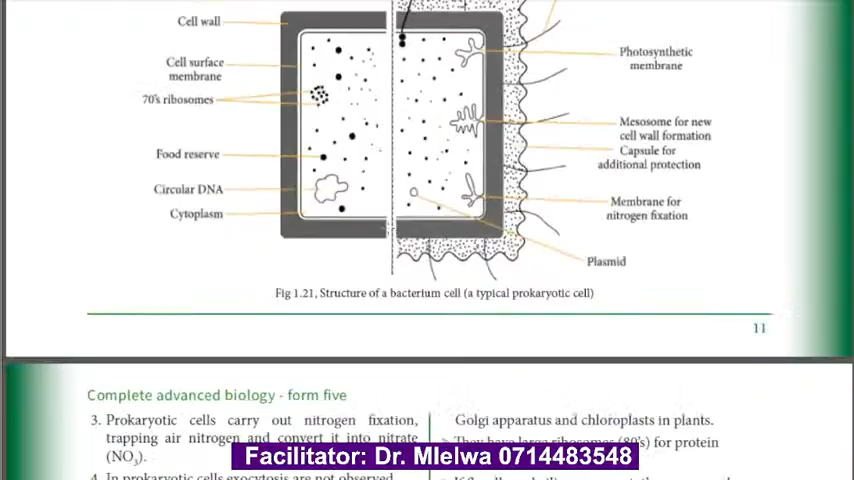 Cell wall
Cell surface
membrane
70's ribosomes
Food reserve
Circular DNA
Cytoplasm
Photosynthetic
membrane
Mesosome for new
cell wall formation
Capsule for
additional protection
Membrane for
nitrogen fixation
Plasmid
Fig 1.21, Structure of a bacterium cell (a typical prokaryotic cell)
11
Complete advanced biology - form five
3. Prokaryotic cells carry out nitrogen fixation,
trapping air nitrogen and convert it into nitrate
(NO3).
4. In prokaryotic cells exocytosis are not observed
Golgi apparatus and chloroplasts in plants.
They have large ribosomes (80's) for protein
Facilitator: Dr. Mlelwa 0714483548